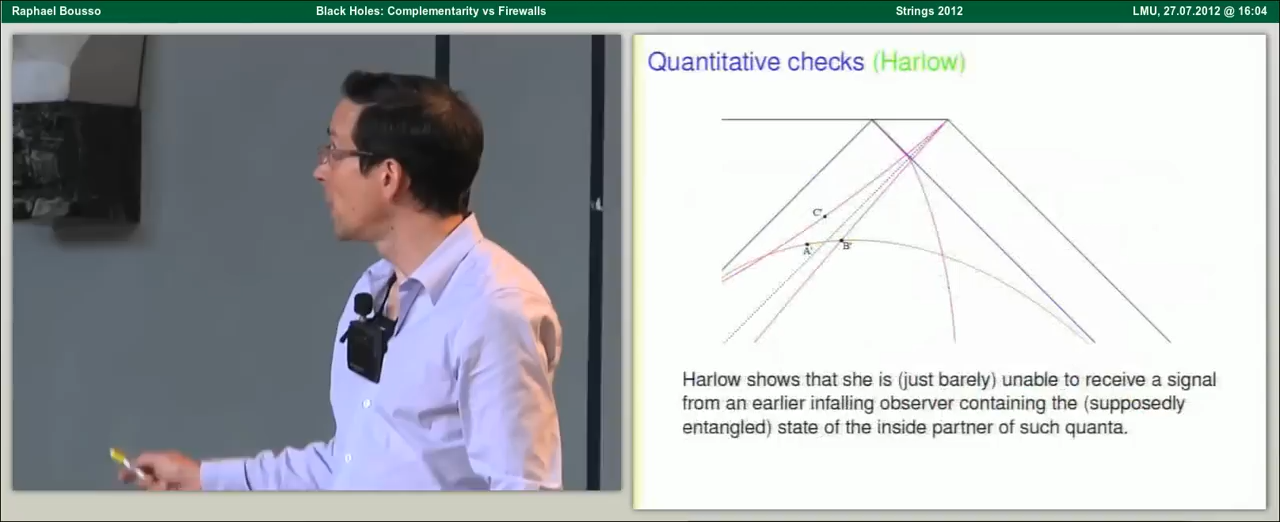 Raphael Bousso Black Holes: Complementarity vs Firewalls Strings 2012 LMU, 27.07.2012 @ 16:04
Quantitative checks (Harlow)
C'
A' B'
Harlow shows that she is (just barely) unable to receive a signal
from an earlier infalling observer containing the (supposedly
entangled) state of the inside partner of such quanta.